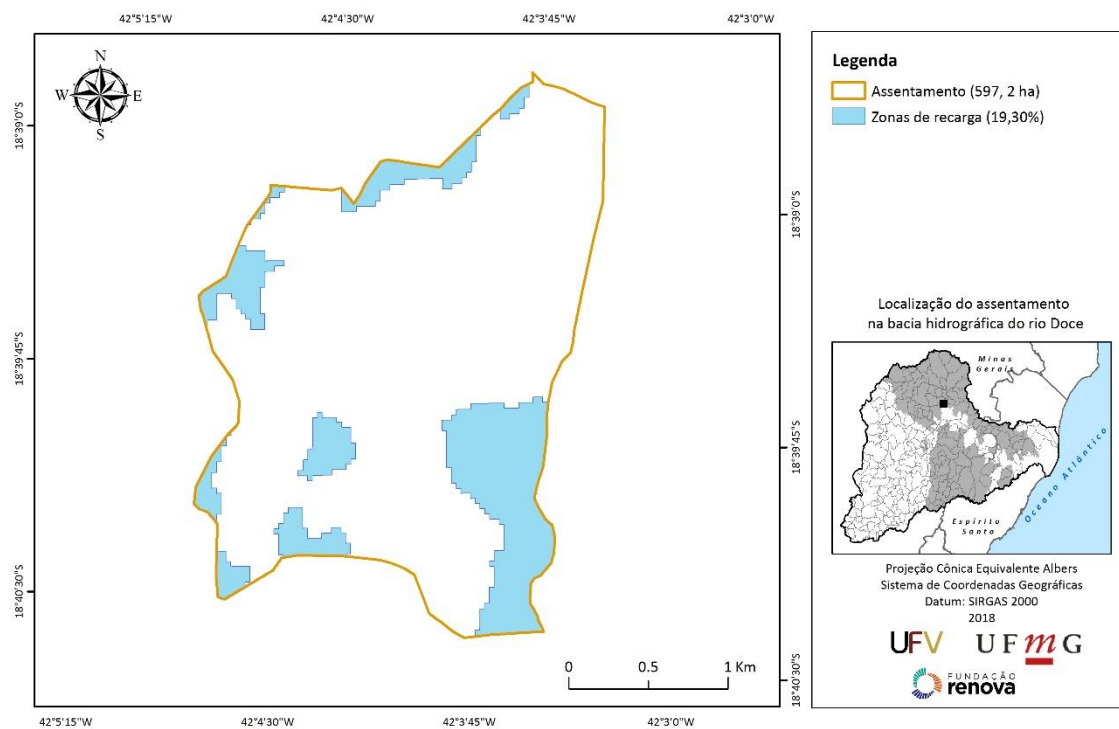 42°5'15"W 42°4'30"W 42°3'45"W 42°3'0"W
N
W E
S
18°39'0"S
18°39'45"S
18°40'30"S
18°39'0"S
18°39'45"S
18°40'30"S
0 0.5 1 Km
42°5'15"W 42°4'30"W 42°3'45"W 42°3'0"W
Legenda
Assentamento (597, 2 ha)
Zonas de recarga (19,30%)
Localização do assentamento
na bacia hidrográfica do rio Doce
Minas
Gerais
Oceano Atlântico
Espírito
Santo
Projeção Cônica Equivalente Albers
Sistema de Coordenadas Geográficas
Datum: SIRGAS 2000
2018
UFV UFmG
FUNDAÇÃO
renova